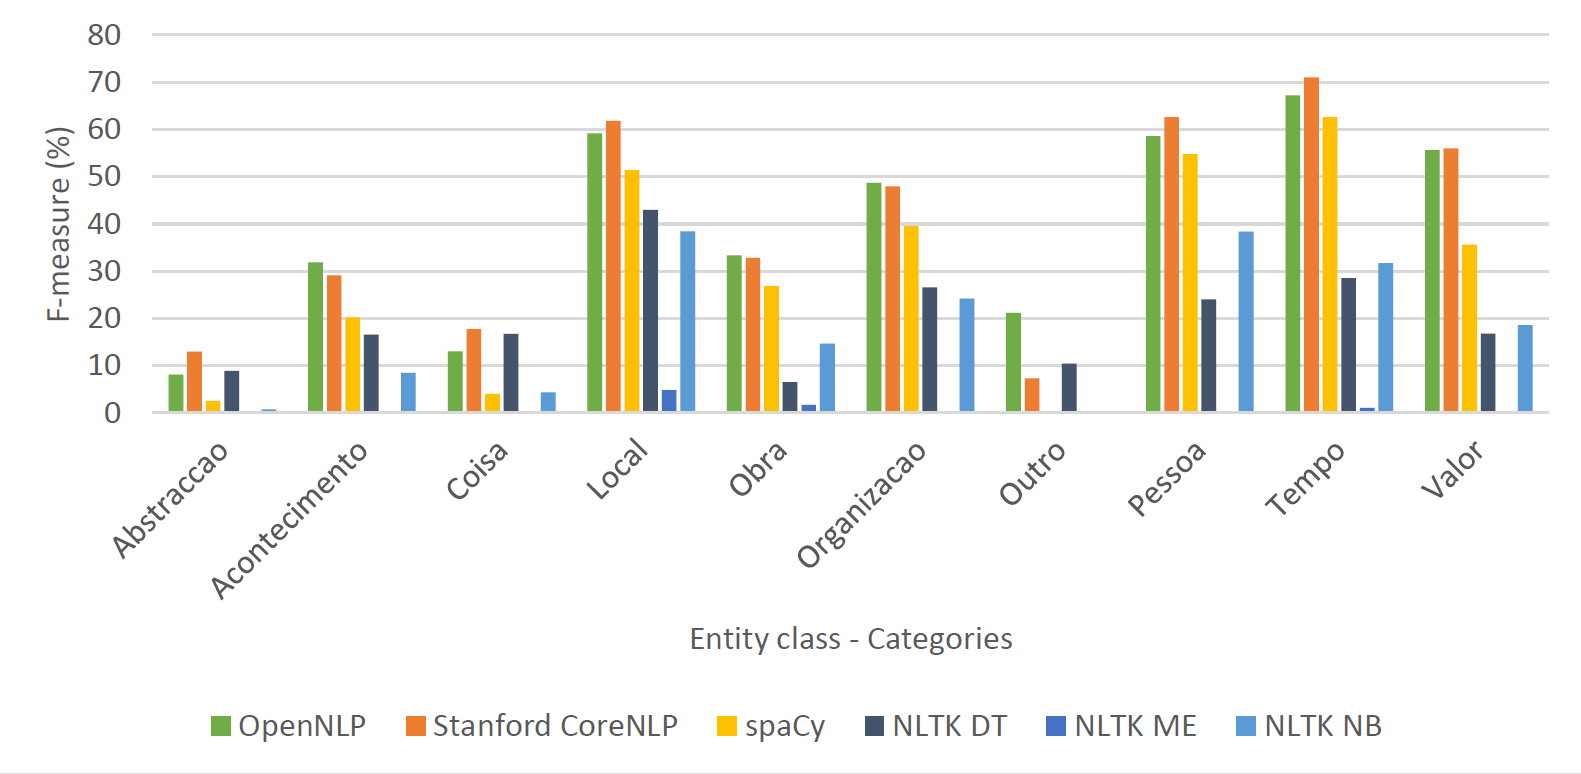 80
70
60
50
40
30
20
10
0
F-measure (%)
Abstraccao
Acontecimento
Coisa
Local
Obra
Organizacao
Outro
Pessoa
Tempo
Valor
Entity class - Categories
OpenNLP Stanford CoreNLP spaCy NLTK DT NLTK ME NLTK NB